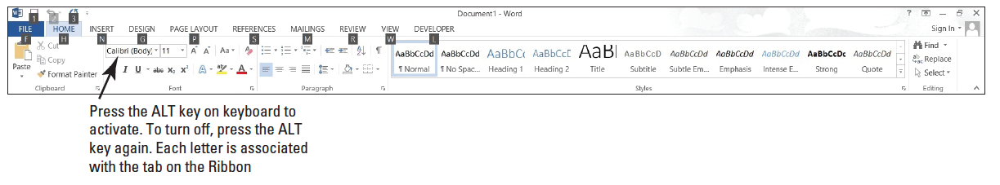 Document1 - Word
1 2 3
FILE HOME INSERT DESIGN PAGE LAYOUT REFERENCES MAILINGS REVIEW VIEW DEVELOPER Sign In
F H N G P S M R W L
Paste
Cut
Copy
Format Painter
Clipboard
Calibri (Body) 11 Aa
I U abc X₂ X² A aby A
Font
Paragraph
AaBbCcDd AaBbCcDd AaBbCc AaBbCcE AaBl AaBbCcD AaBbCcDd AaBbCcDd AaBbCcDd AaBbCcDc AaBbCcDd
¶ Normal ¶ No Spac... Heading 1 Heading 2 Title Subtitle Subtle Em... Emphasis Intense E... Strong Quote
Styles
Find
Replace
Select
Editing
Press the ALT key on keyboard to
activate. To turn off, press the ALT
key again. Each letter is associated
with the tab on the Ribbon